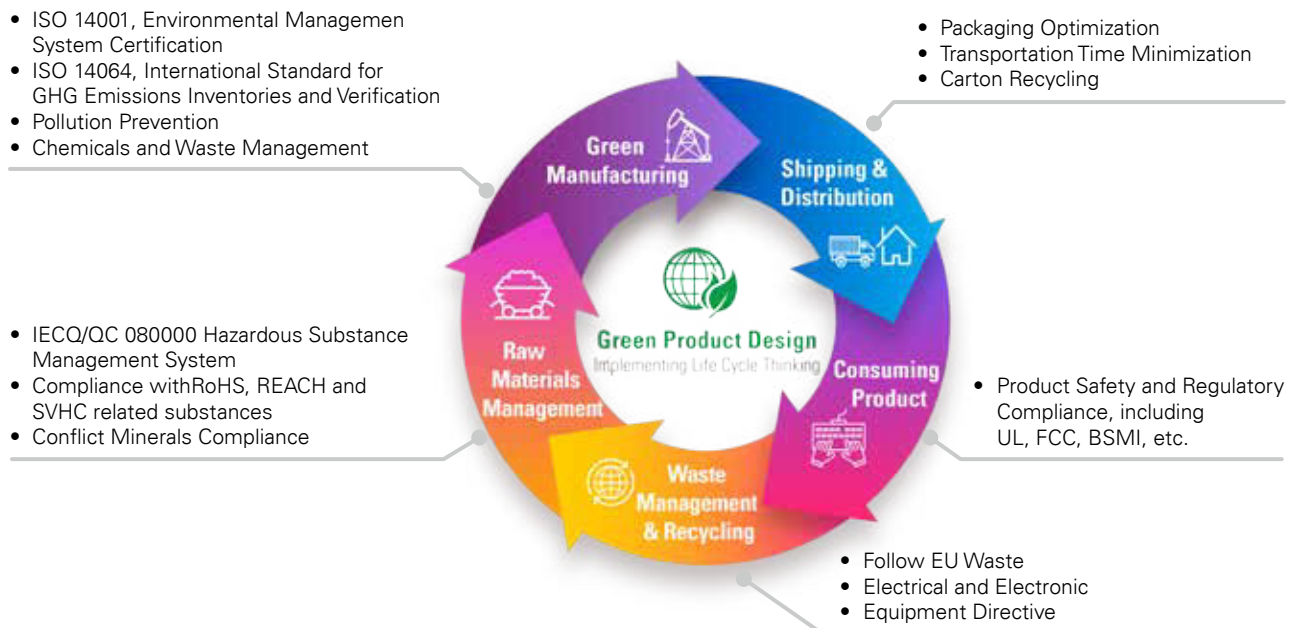 • ISO 14001, Environmental Managemen
System Certification
• ISO 14064, International Standard for
GHG Emissions Inventories and Verification
• Pollution Prevention
• Chemicals and Waste Management
• Packaging Optimization
• Transportation Time Minimization
• Carton Recycling
Green
Manufacturing
Shipping &
Distribution
Green Product Design
Implementing Life Cycle Thinking
Raw
Materials
Management
Consuming
Product
Waste
Management
& Recycling
• IECQ/QC 080000 Hazardous Substance
Management System
• Compliance withRoHS, REACH and
SVHC related substances
• Conflict Minerals Compliance
• Product Safety and Regulatory
Compliance, including
UL, FCC, BSMI, etc.
• Follow EU Waste
• Electrical and Electronic
• Equipment Directive